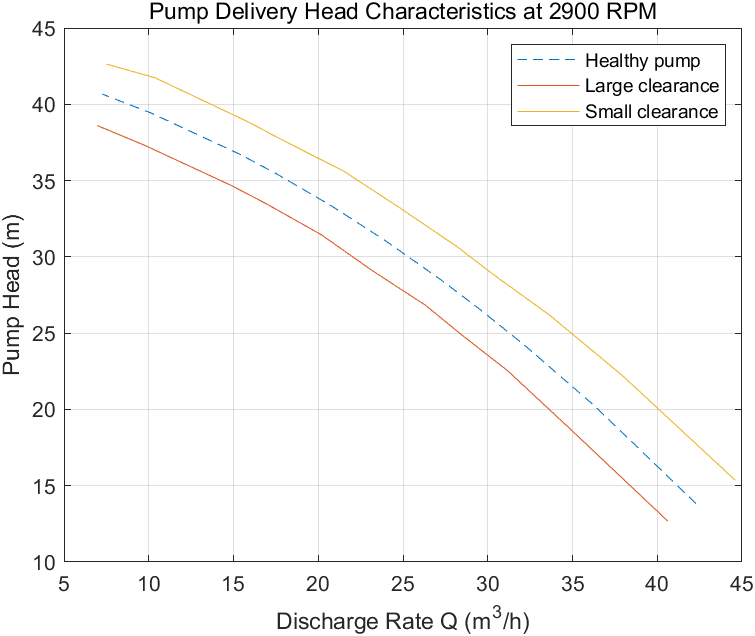 Pump Delivery Head Characteristics at 2900 RPM
Healthy pump
Large clearance
Small clearance
45
40
35
30
25
20
15
10
Pump Head (m)
5
10
15
20
25
30
35
40
45
Discharge Rate Q (m³/h)